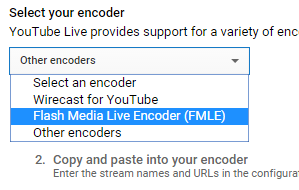 Select your encoder
YouTube Live provides support for a variety of enc
Other encoders
Select an encoder
Wirecast for YouTube
Flash Media Live Encoder (FMLE)
Other encoders
2. Copy and paste into your encoder
Enter the stream names and URLs in the configurat